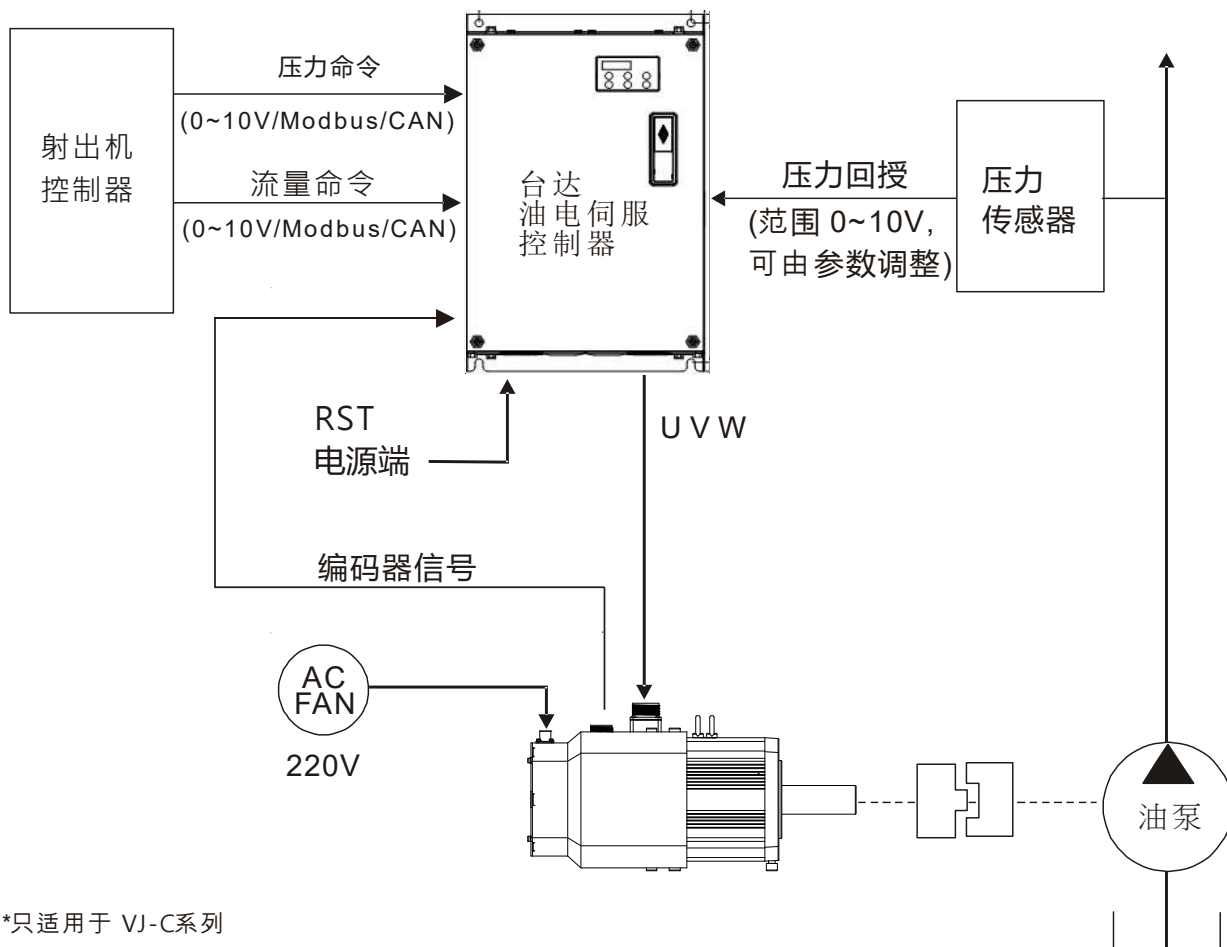 压力命令
(0~10V/Modbus/CAN)
射出机
控制器
流量命令
(0~10V/Modbus/CAN)
台达
油电伺服
控制器
压力回授
(范围 0~10V,
可由参数调整)
压力
传感器
RST
电源端
U V W
编码器信号
AC
FAN
220V
油泵
*只适用于 VJ-C系列